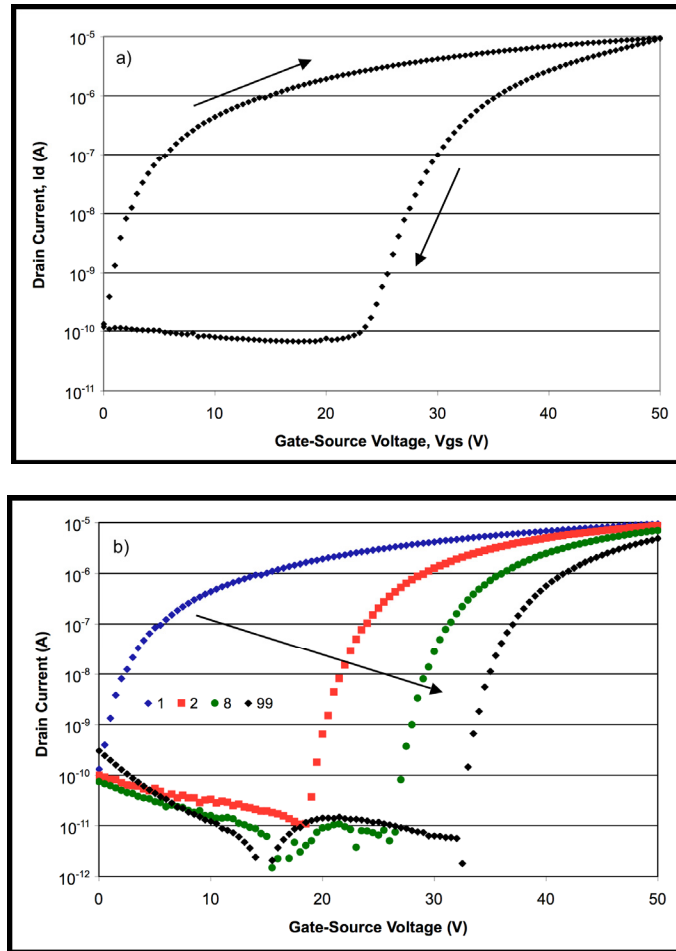 a)
10⁻⁵
10⁻⁶
10⁻⁷
10⁻⁸
10⁻⁹
10⁻¹⁰
10⁻¹¹
Drain Current, Id (A)
0 10 20 30 40 50
Gate-Source Voltage, Vgs (V)
b)
10⁻⁵
10⁻⁶
10⁻⁷
10⁻⁸
10⁻⁹
10⁻¹⁰
10⁻¹¹
10⁻¹²
Drain Current (A)
1 2 8 99
0 10 20 30 40 50
Gate-Source Voltage (V)